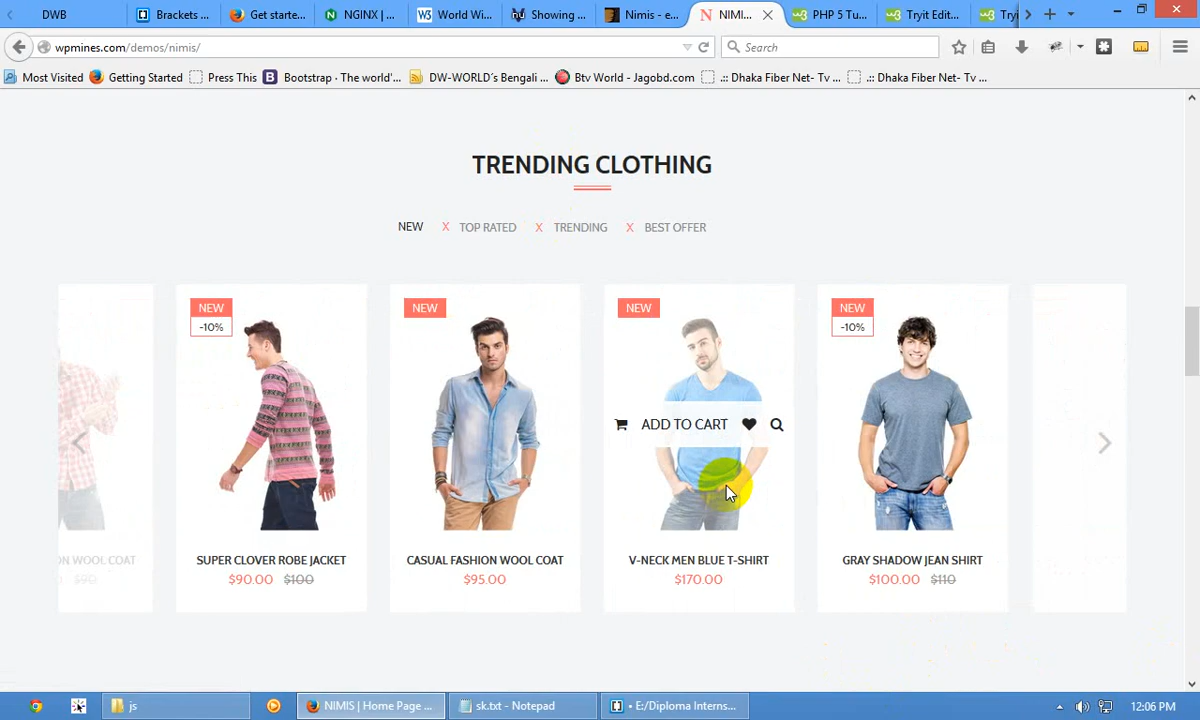 DWB
Brackets ...
Get starte...
NGINX | ...
World Wi...
Showing ...
Nimis - e...
NIMI...
PHP 5 Tu...
Tryit Edit...
Tryi
wpmines.com/demos/nimis/
Search
Most Visited
Getting Started
Press This
Bootstrap · The world'...
DW-WORLD´s Bengali ...
Btv World - Jagobd.com
.:: Dhaka Fiber Net- Tv ...
.:: Dhaka Fiber Net- Tv ...
TRENDING CLOTHING
NEW X TOP RATED X TRENDING X BEST OFFER
NEW
-10%
NEW
NEW
NEW
-10%
ADD TO CART
ON WOOL COAT
$90
SUPER CLOVER ROBE JACKET
$90.00 $100
CASUAL FASHION WOOL COAT
$95.00
V-NECK MEN BLUE T-SHIRT
$170.00
GRAY SHADOW JEAN SHIRT
$100.00 $110
js
NIMIS | Home Page ...
sk.txt - Notepad
• E:/Diploma Interns...
12:06 PM